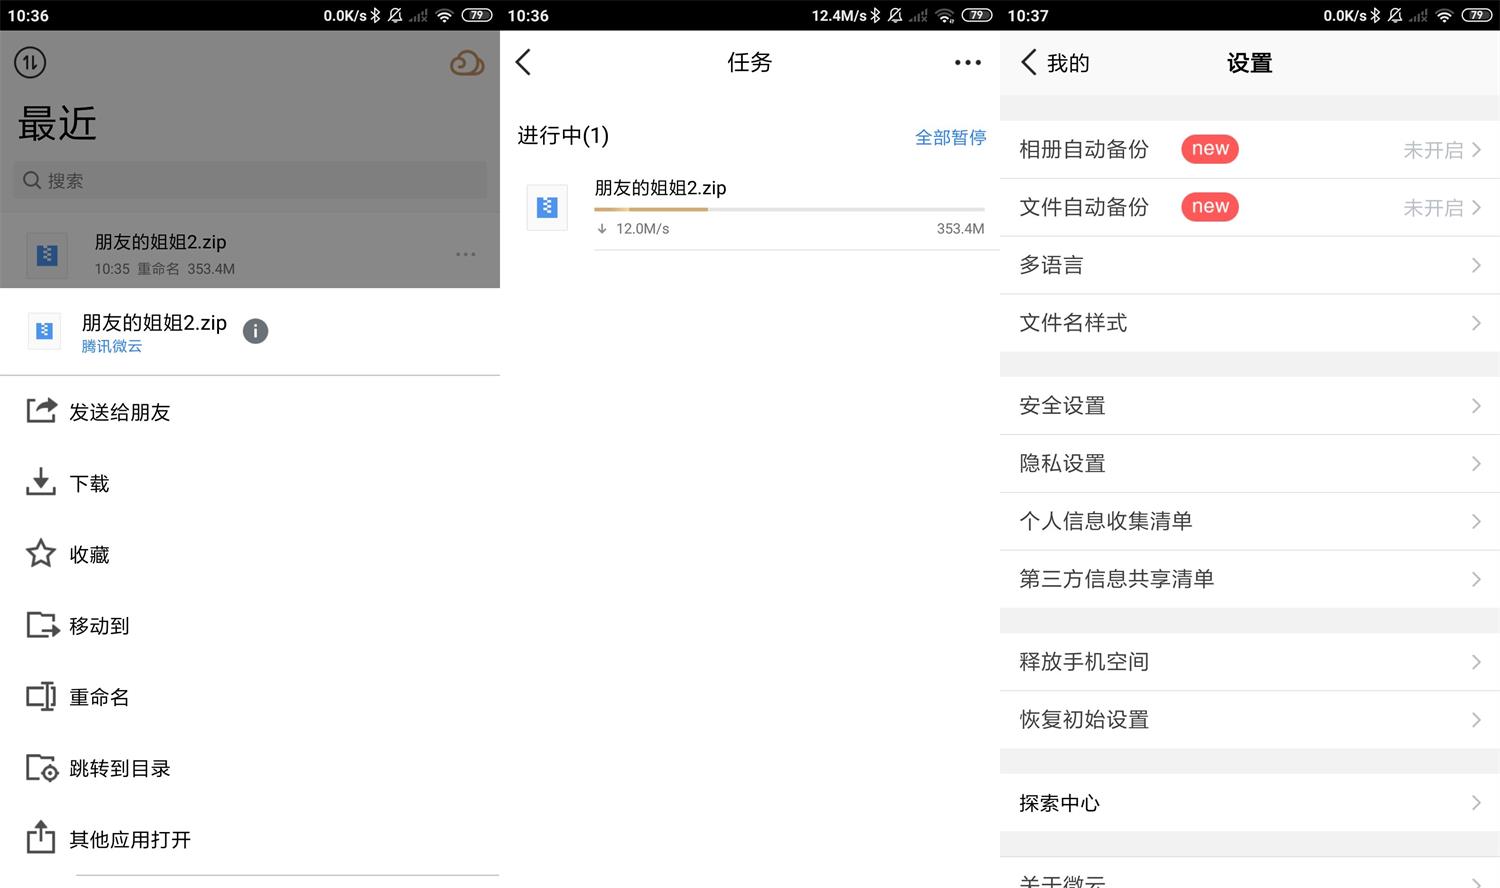 10:36
0.0K/s
79
最近
搜索
朋友的姐姐2.zip
10:35 重命名 353.4M
朋友的姐姐2.zip
腾讯微云
发送给朋友
下载
收藏
移动到
重命名
跳转到目录
其他应用打开
10:36
12.4M/s
79
任务
进行中(1)
全部暂停
朋友的姐姐2.zip
12.0M/s
353.4M
10:37
0.0K/s
79
我的
设置
相册自动备份 new 未开启
文件自动备份 new 未开启
多语言
文件名样式
安全设置
隐私设置
个人信息收集清单
第三方信息共享清单
释放手机空间
恢复初始设置
探索中心
关于微云